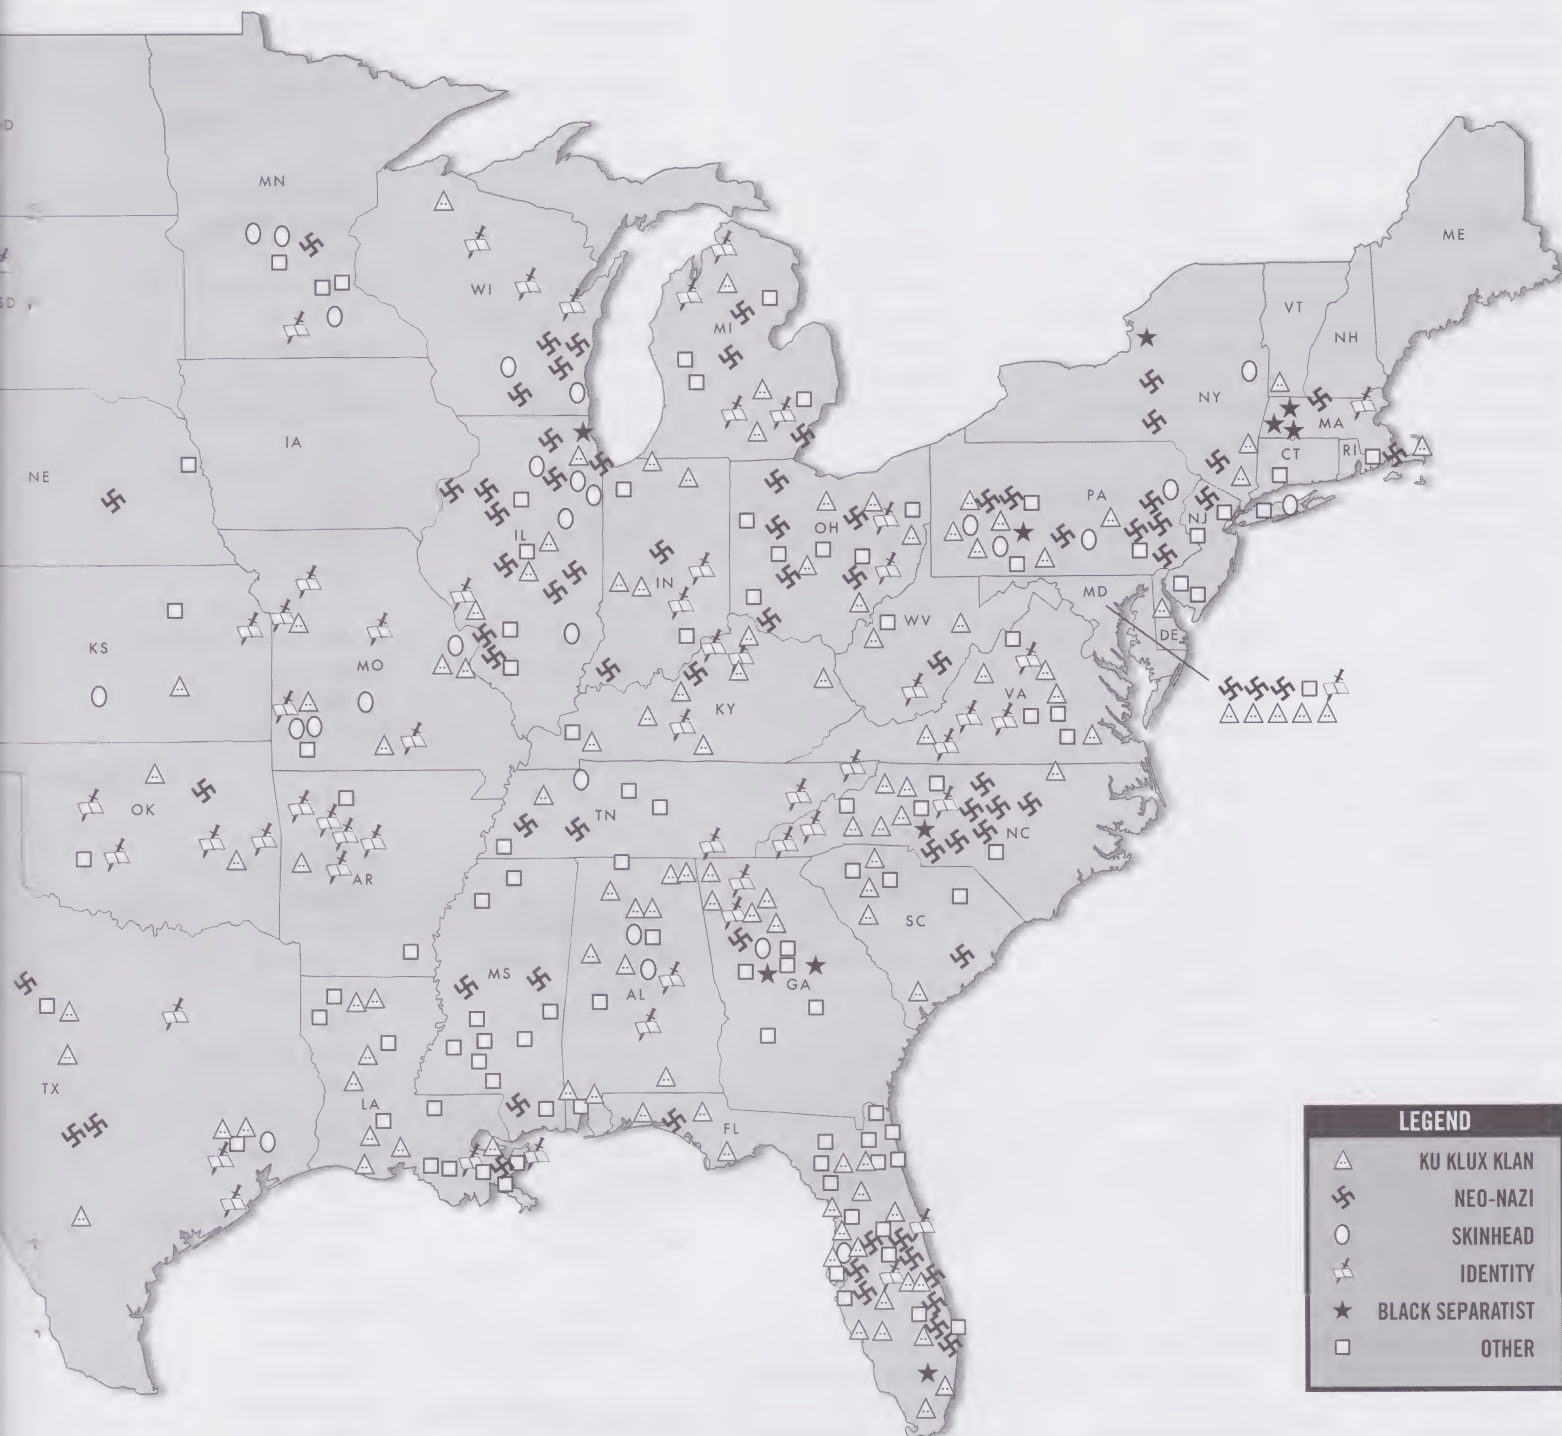 D
MN
ME
WI
SD
MI
VT
NH
NY
MA
IA
CT
RI
NE
PA
NJ
OH
IL
IN
MD
WV
DE
KS
MO
VA
KY
OK
TN
NC
AR
SC
MS
GA
AL
TX
LA
FL
LEGEND
KU KLUX KLAN
NEO-NAZI
SKINHEAD
IDENTITY
BLACK SEPARATIST
OTHER